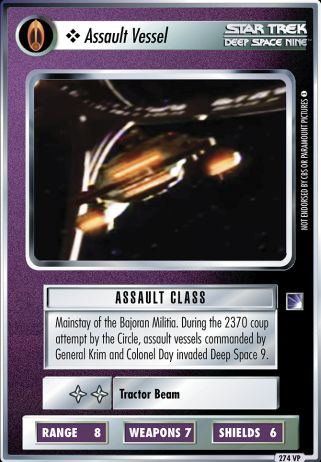 ❖ Assault Vessel
STAR TREK
DEEP SPACE NINE™
NOT ENDORSED BY CBS OR PARAMOUNT PICTURES
ASSAULT CLASS
Mainstay of the Bajoran Militia. During the 2370 coup
attempt by the Circle, assault vessels commanded by
General Krim and Colonel Day invaded Deep Space 9.
Tractor Beam
RANGE 8
WEAPONS 7
SHIELDS 6
274 VP